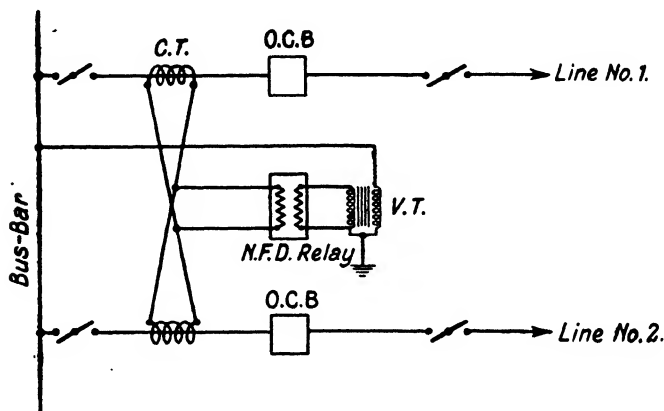 C.T.
O.C.B
Line No.1.
Bus-Bar
N.F.D. Relay
V.T.
O.C.B
Line No.2.